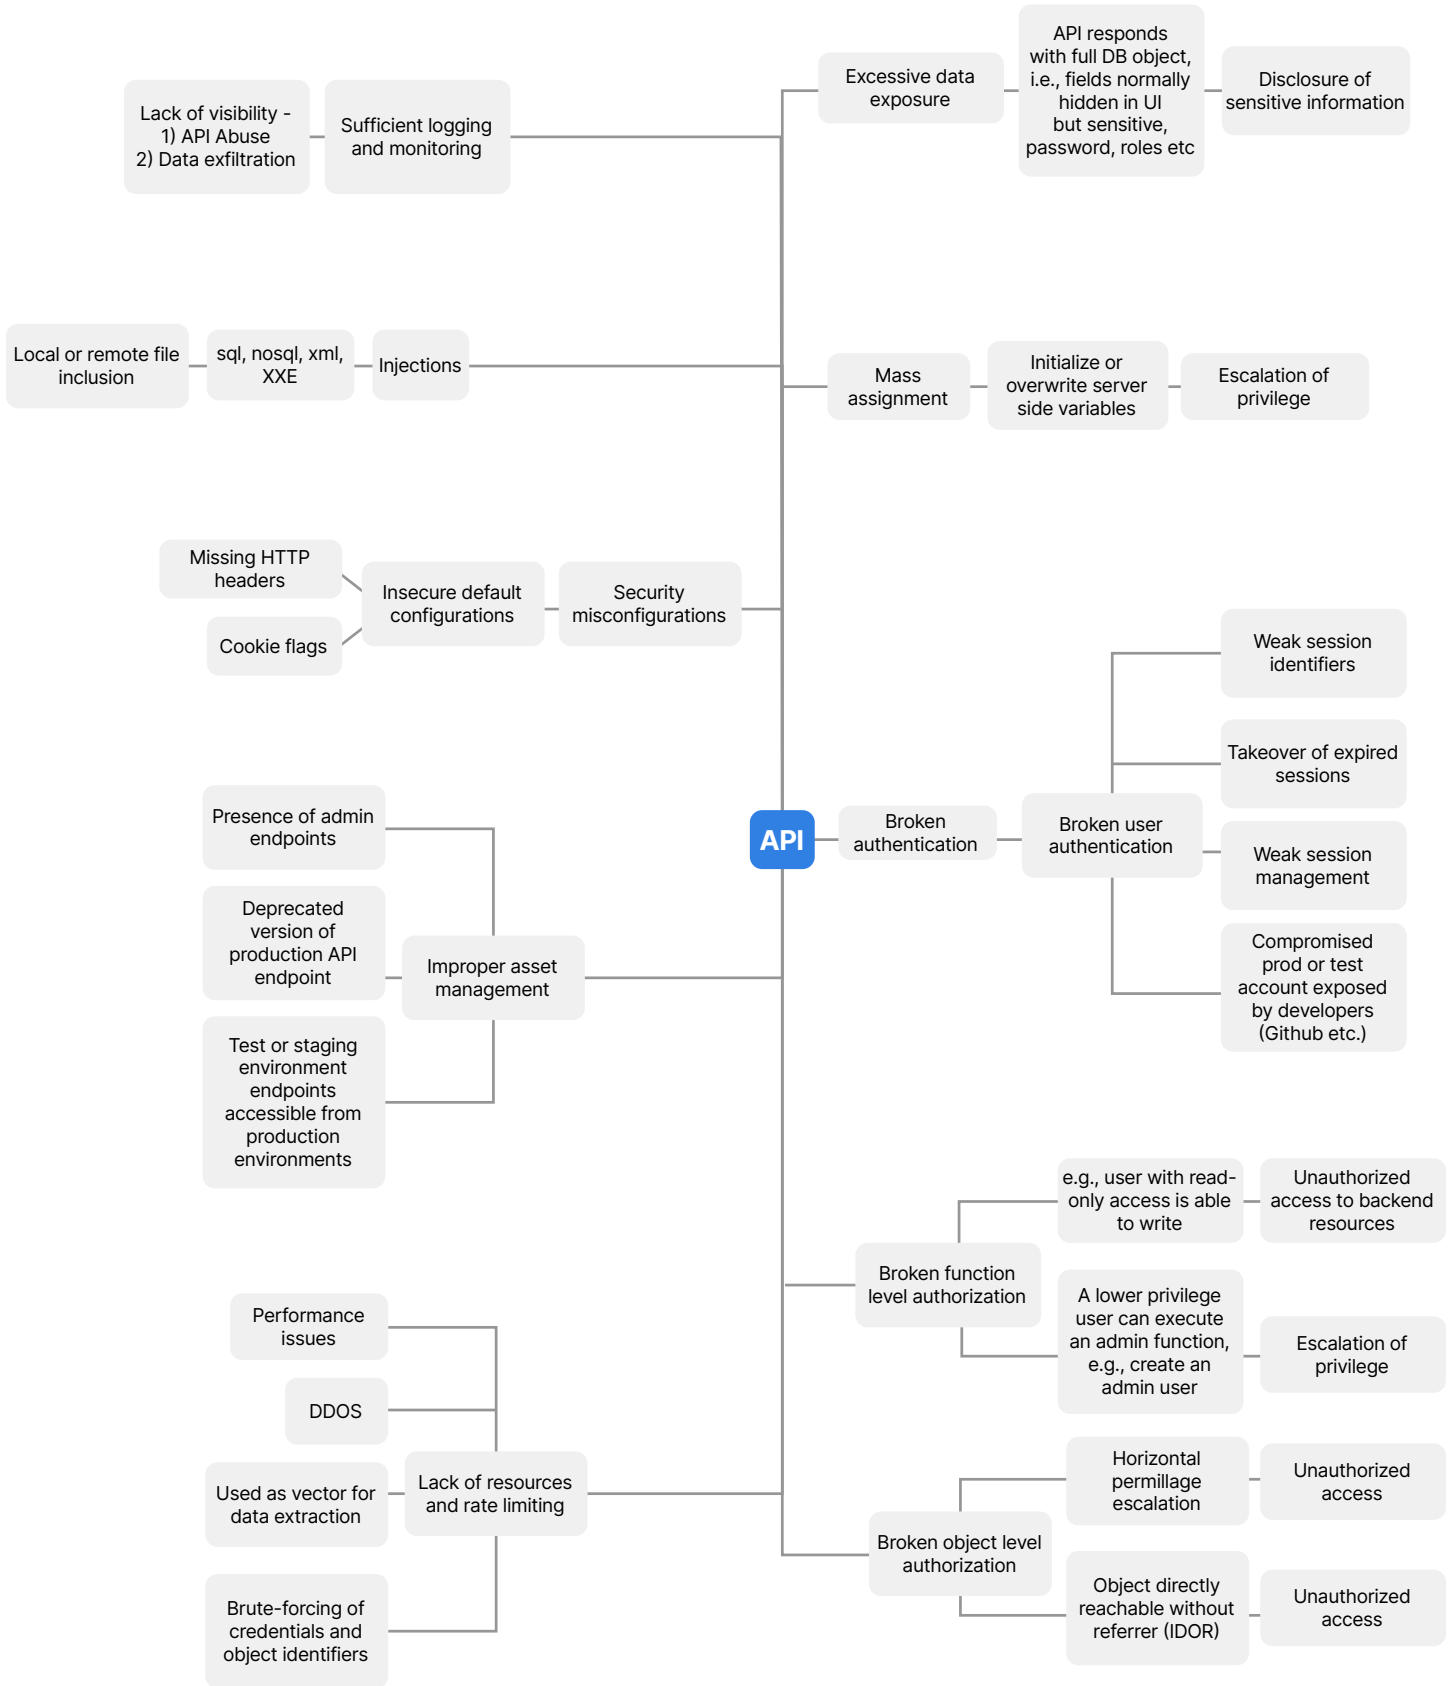 Lack of visibility -
1) API Abuse
2) Data exfiltration
Sufficient logging
and monitoring
Excessive data
exposure
API responds
with full DB object,
i.e., fields normally
hidden in UI
but sensitive,
password, roles etc
Disclosure of
sensitive information
Local or remote file
inclusion
sql, nosql, xml,
XXE
Injections
Mass
assignment
Initialize or
overwrite server
side variables
Escalation of
privilege
Missing HTTP
headers
Cookie flags
Insecure default
configurations
Security
misconfigurations
Weak session
identifiers
Takeover of expired
sessions
Presence of admin
endpoints
API
Broken
authentication
Broken user
authentication
Weak session
management
Compromised
prod or test
account exposed
by developers
(Github etc.)
Deprecated
version of
production API
endpoint
Improper asset
management
Test or staging
environment
endpoints
accessible from
production
environments
e.g., user with read-
only access is able
to write
Unauthorized
access to backend
resources
Broken function
level authorization
A lower privilege
user can execute
an admin function,
e.g., create an
admin user
Escalation of
privilege
Performance
issues
DDOS
Used as vector for
data extraction
Lack of resources
and rate limiting
Brute-forcing of
credentials and
object identifiers
Horizontal
permillage
escalation
Unauthorized
access
Broken object level
authorization
Object directly
reachable without
referrer (IDOR)
Unauthorized
access